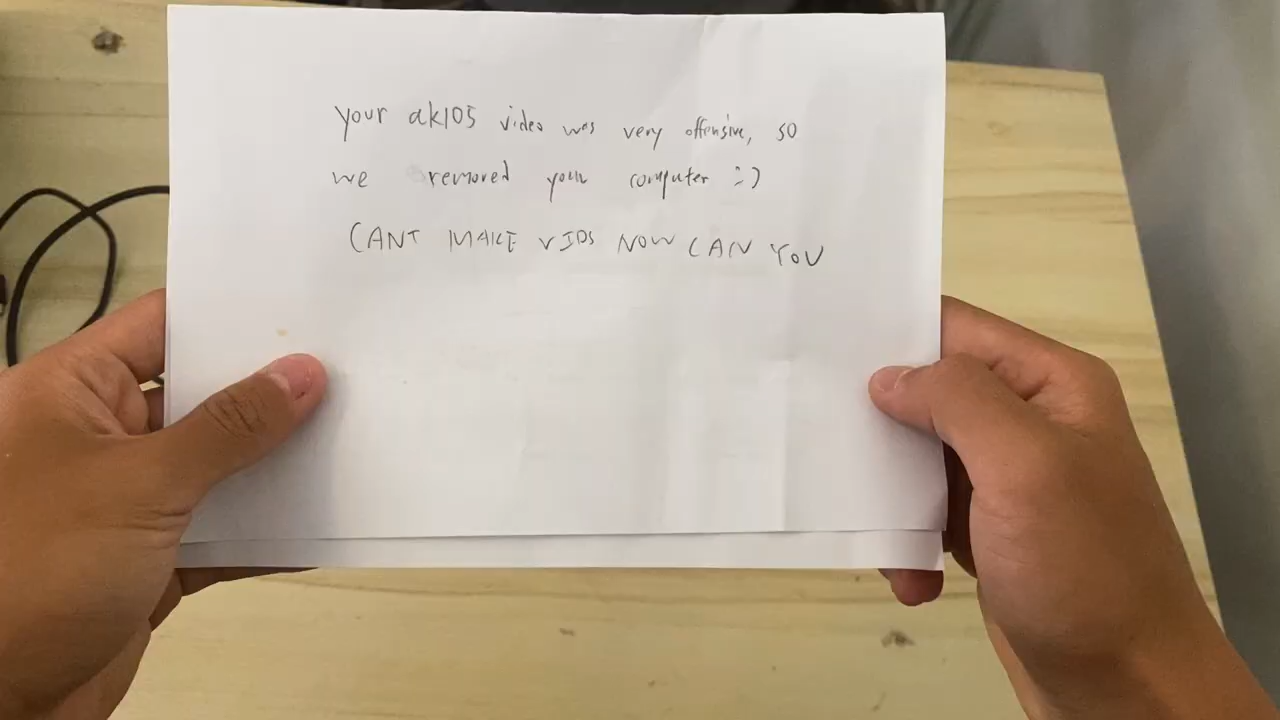 your ak105 video was very offensive, so
we removed your computer :)
CANT MAKE VIDS NOW CAN YOU